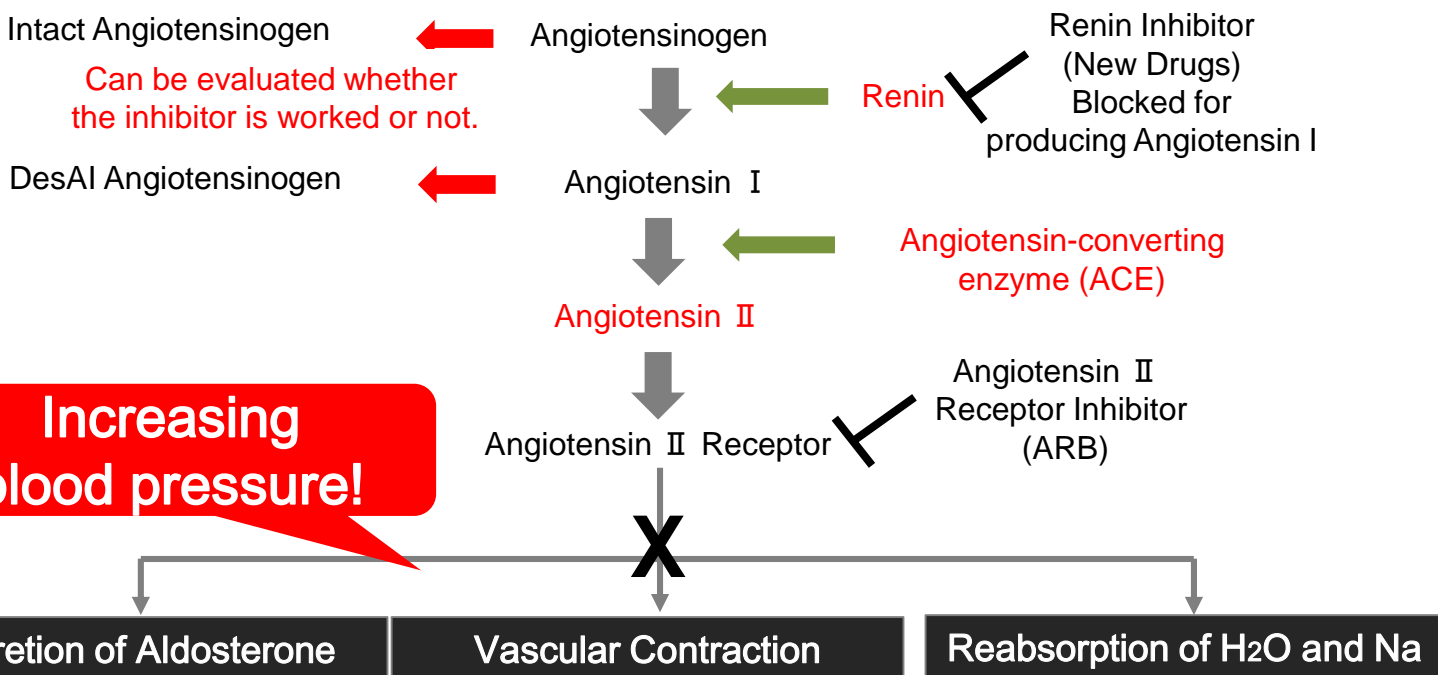 Intact Angiotensinogen
Can be evaluated whether
the inhibitor is worked or not.
DesAI Angiotensinogen
Angiotensinogen
Renin
Renin Inhibitor
(New Drugs)
Blocked for
producing Angiotensin I
Angiotensin Ⅰ
Angiotensin-converting
enzyme (ACE)
Angiotensin Ⅱ
Angiotensin Ⅱ
Receptor Inhibitor
(ARB)
Angiotensin Ⅱ Receptor
Increasing
blood pressure!
X
retion of Aldosterone
Vascular Contraction
Reabsorption of H2O and Na